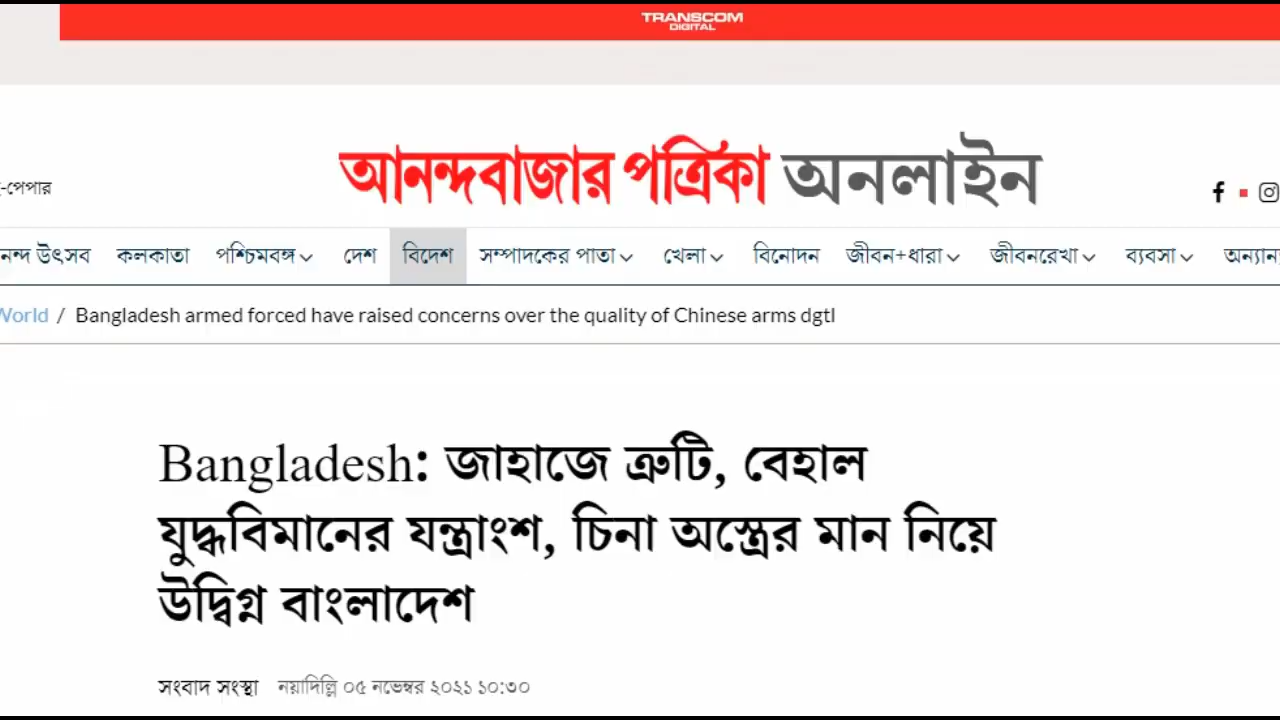 TRANSCOM
DIGITAL
-পেপার
আনন্দবাজার পত্রিকা অনলাইন
নন্দ উৎসব কলকাতা পশ্চিমবঙ্গ দেশ বিদেশ সম্পাদকের পাতা খেলা বিনোদন জীবন+ধারা জীবনরেখা ব্যবসা অন্যান্
World / Bangladesh armed forced have raised concerns over the quality of Chinese arms dgtl
Bangladesh: জাহাজে ত্রুটি, বেহাল
যুদ্ধবিমানের যন্ত্রাংশ, চিনা অস্ত্রের মান নিয়ে
উদ্বিগ্ন বাংলাদেশ
সংবাদ সংস্থা নয়াদিল্লি ০৫ নভেম্বর ২০২১ ১০:৩০